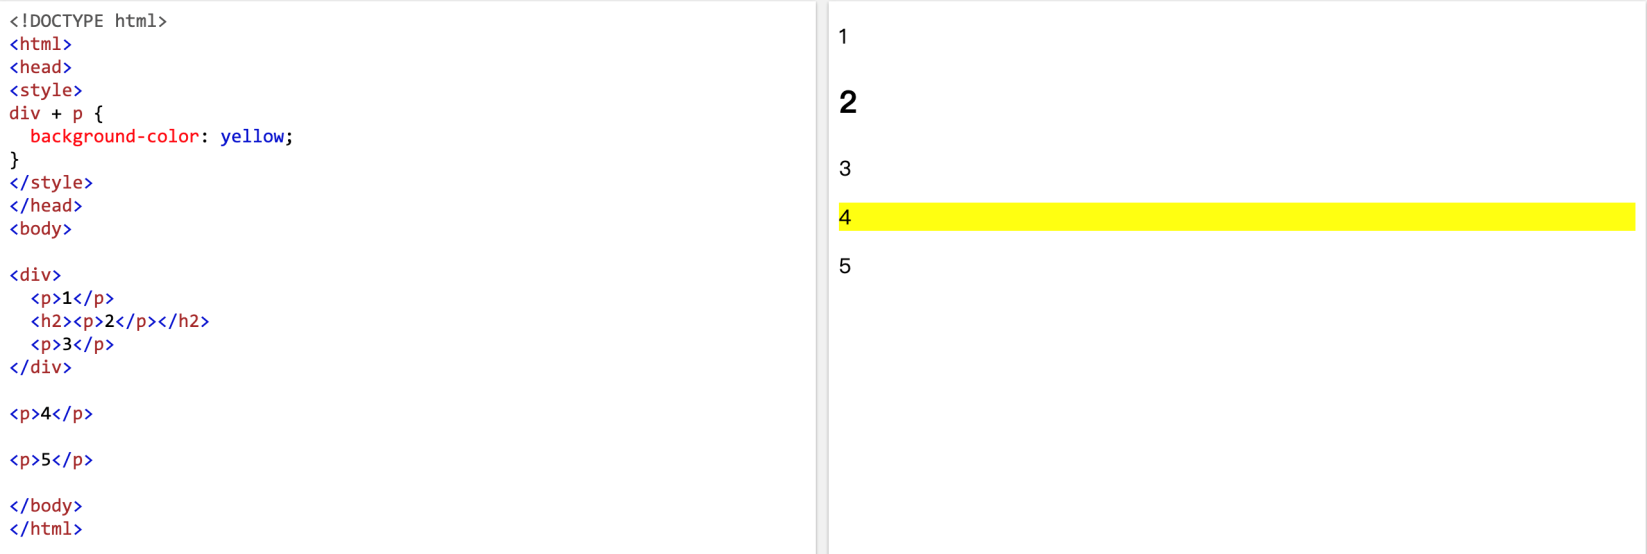 <!DOCTYPE html>
<html>
<head>
<style>
div + p {
  background-color: yellow;
}
</style>
</head>
<body>

<div>
  <p>1</p>
  <h2><p>2</p></h2>
  <p>3</p>
</div>

<p>4</p>

<p>5</p>

</body>
</html>
1
2
3
4
5